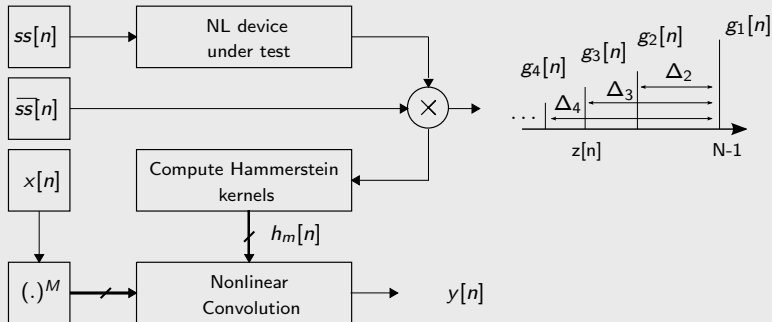 ss[n]
NL device
under test
s̅s̅[n]
×
x[n]
Compute Hammerstein
kernels
h_m[n]
(.)^M
Nonlinear
Convolution
y[n]
g_1[n]
g_2[n]
g_3[n]
g_4[n]
Δ_2
Δ_3
Δ_4
...
z[n]
N-1